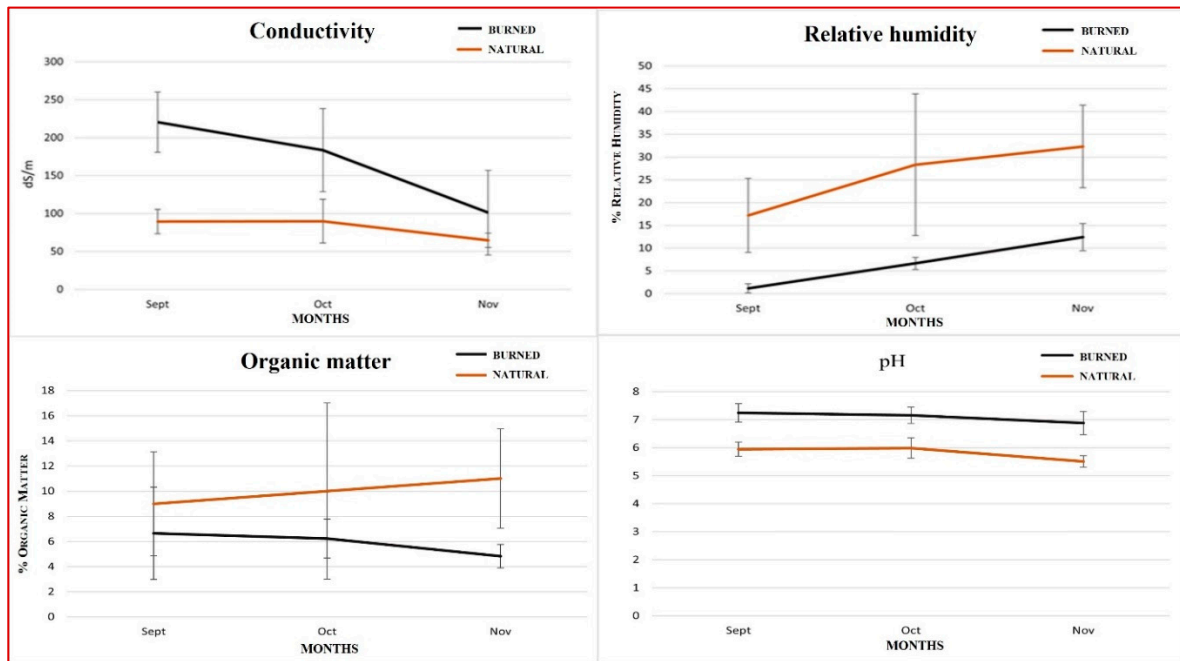 Conductivity
BURNED
NATURAL
300
250
200
150
100
50
0
dS/m
Sept
Oct
Nov
MONTHS
Relative humidity
BURNED
NATURAL
50
45
40
35
30
25
20
15
10
5
0
% RELATIVE HUMIDITY
Sept
Oct
Nov
MONTHS
Organic matter
BURNED
NATURAL
18
16
14
12
10
8
6
4
2
0
% ORGANIC MATTER
Sept
Oct
Nov
MONTHS
pH
BURNED
NATURAL
8
7
6
5
4
3
2
1
0
Sept
Oct
Nov
MONTHS